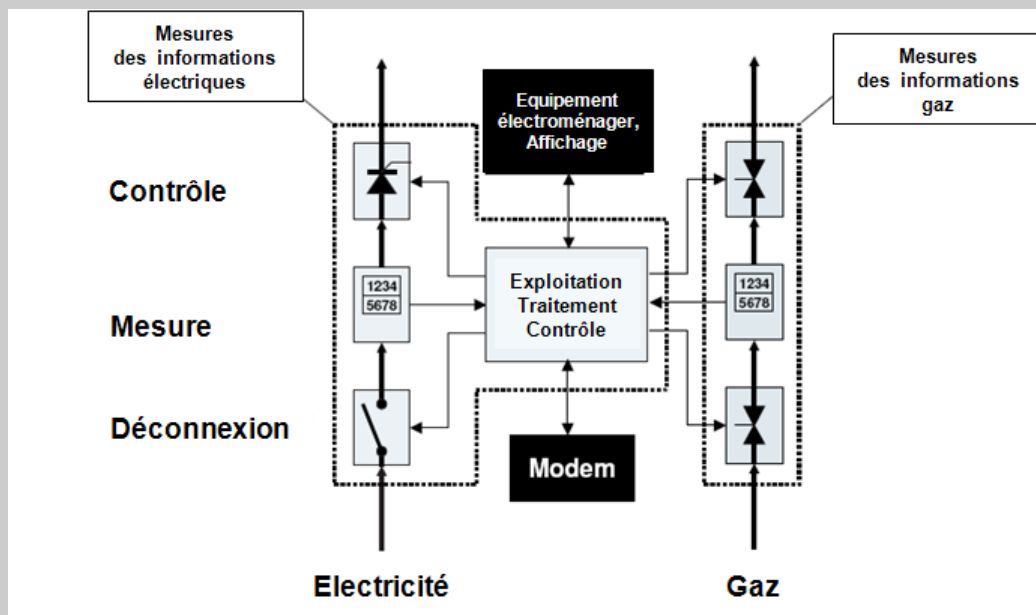 Mesures
des informations
électriques
Mesures
des informations
gaz
Equipement
électroménager,
Affichage
Contrôle
1234
5678
Exploitation
Traitement
Contrôle
1234
5678
Mesure
Déconnexion
Modem
Electricité
Gaz